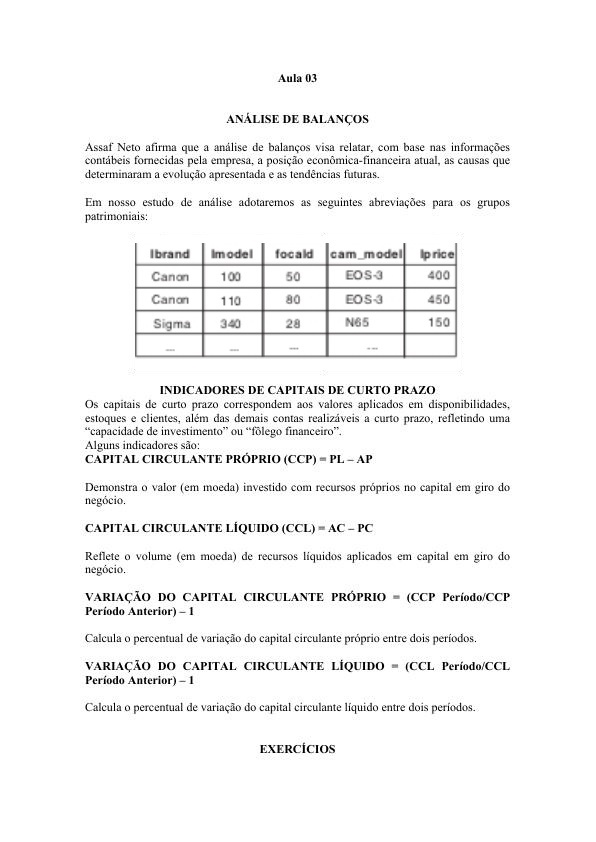 Aula 03
ANÁLISE DE BALANÇOS
Assaf Neto afirma que a análise de balanços visa relatar, com base nas informações
contábeis fornecidas pela empresa, a posição econômica-financeira atual, as causas que
determinaram a evolução apresentada e as tendências futuras.
Em nosso estudo de análise adotaremos as seguintes abreviações para os grupos
patrimoniais:
lbrand lmodel focald cam_model lprice
Canon 100 50 EOS-3 400
Canon 110 80 EOS-3 450
Sigma 340 28 N65 150
... ... ... ...
INDICADORES DE CAPITAIS DE CURTO PRAZO
Os capitais de curto prazo correspondem aos valores aplicados em disponibilidades,
estoques e clientes, além das demais contas realizáveis a curto prazo, refletindo uma
“capacidade de investimento” ou “fôlego financeiro”.
Alguns indicadores são:
CAPITAL CIRCULANTE PRÓPRIO (CCP) = PL – AP
Demonstra o valor (em moeda) investido com recursos próprios no capital em giro do
negócio.
CAPITAL CIRCULANTE LÍQUIDO (CCL) = AC – PC
Reflete o volume (em moeda) de recursos líquidos aplicados em capital em giro do
negócio.
VARIAÇÃO DO CAPITAL CIRCULANTE PRÓPRIO = (CCP Período/CCP
Período Anterior) – 1
Calcula o percentual de variação do capital circulante próprio entre dois períodos.
VARIAÇÃO DO CAPITAL CIRCULANTE LÍQUIDO = (CCL Período/CCL
Período Anterior) – 1
Calcula o percentual de variação do capital circulante líquido entre dois períodos.
EXERCÍCIOS